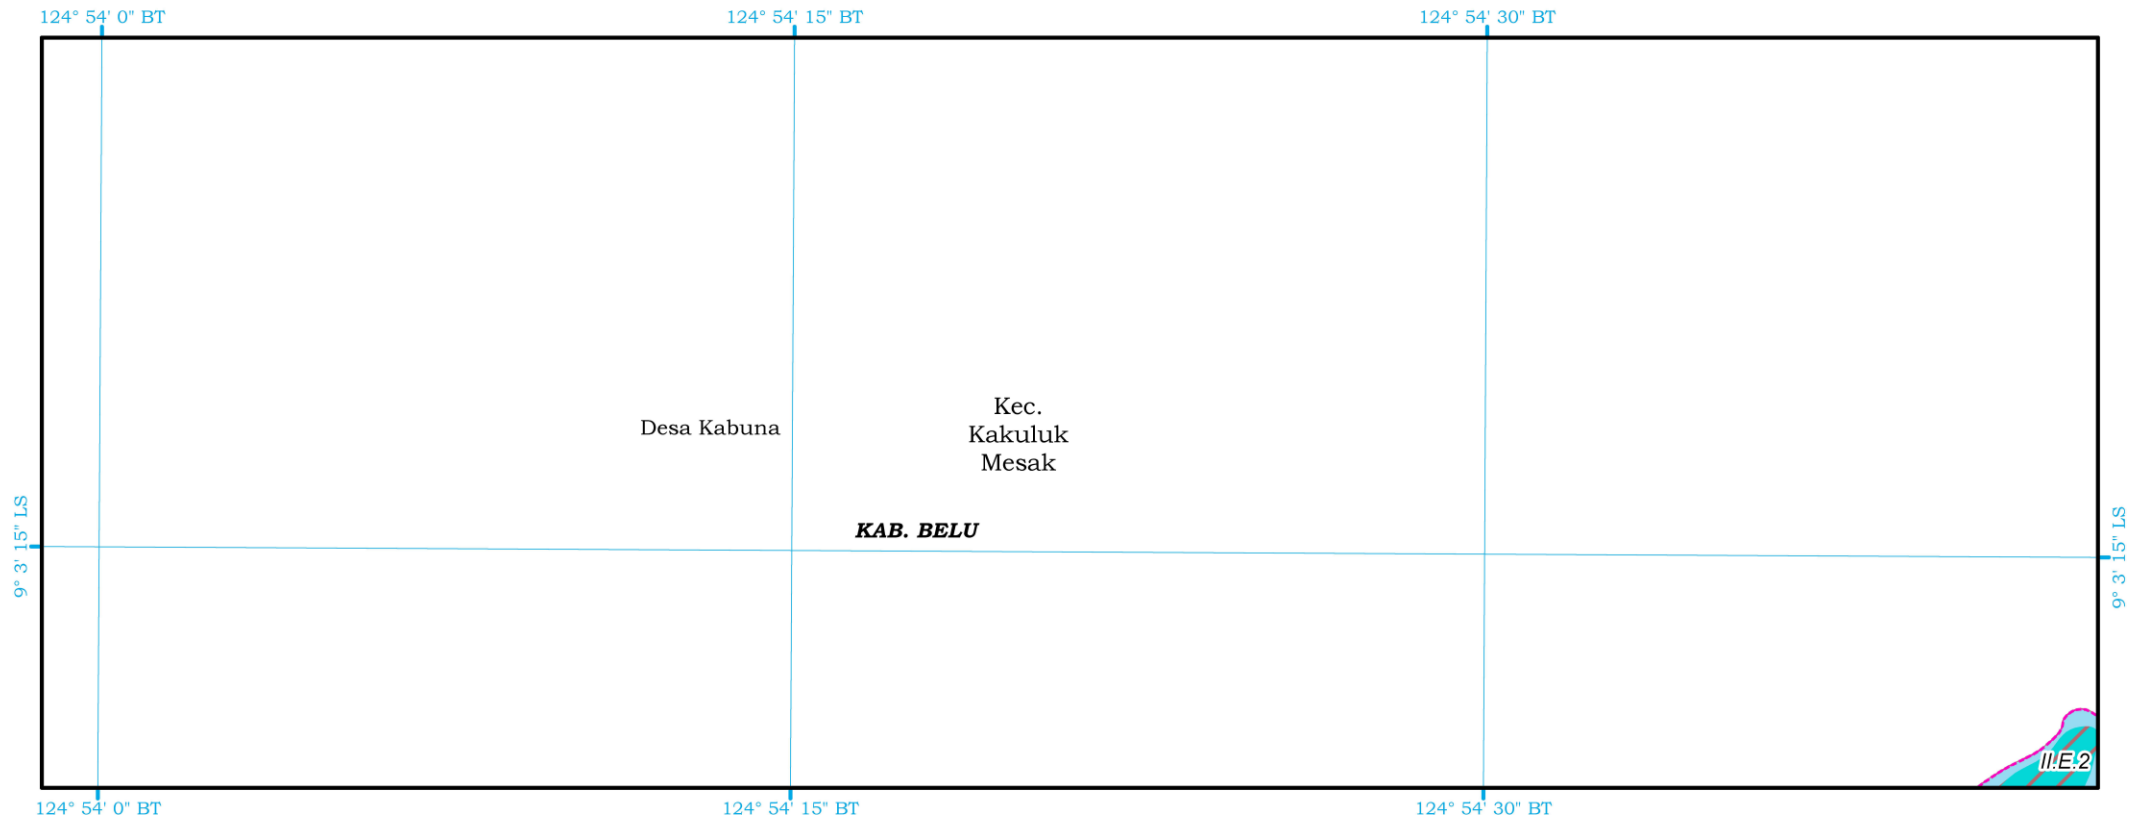 124° 54' 0" BT
124° 54' 15" BT
124° 54' 30" BT
Kec.
Desa Kabuna
Kakuluk
Mesak
9° 3' 15" LS
9° 3' 15" LS
KAB. BELU
II.E.2
124° 54' 0" BT
124° 54' 15" BT
124° 54' 30" BT